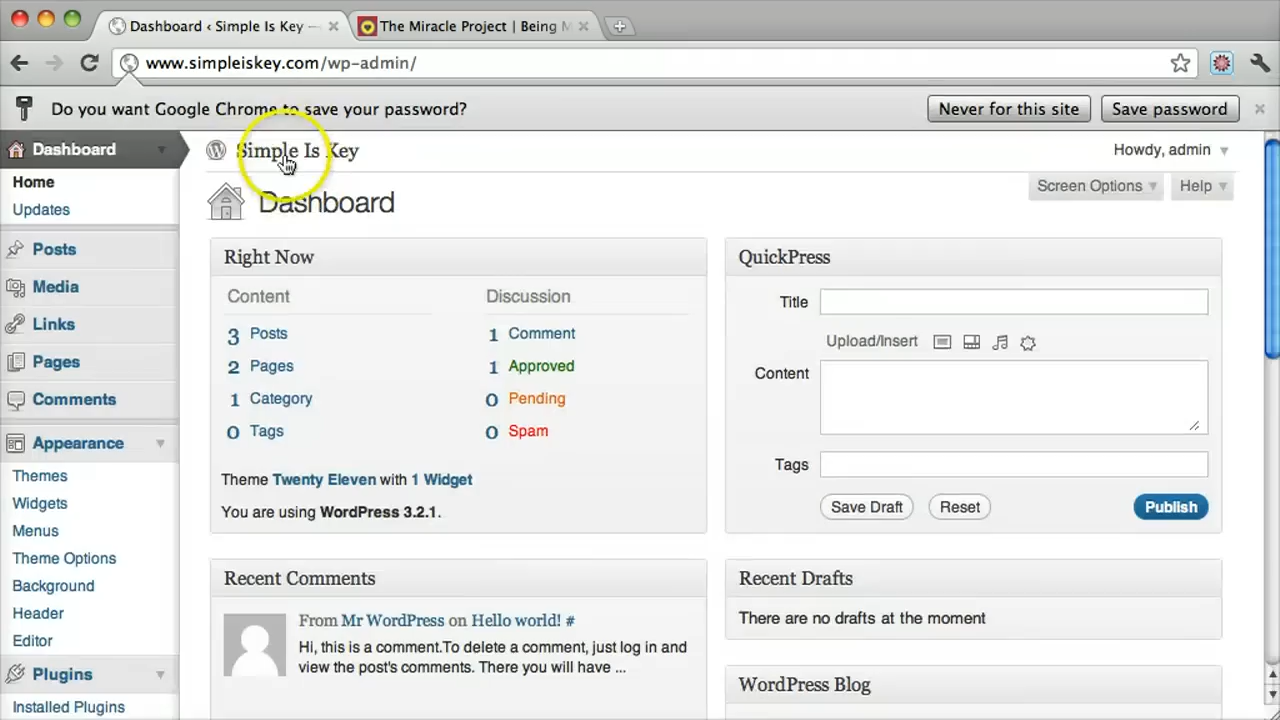 Dashboard ‹ Simple Is Key —
The Miracle Project | Being M
www.simpleiskey.com/wp-admin/
Do you want Google Chrome to save your password?
Never for this site
Save password
Dashboard
Home
Updates
Posts
Media
Links
Pages
Comments
Appearance
Themes
Widgets
Menus
Theme Options
Background
Header
Editor
Plugins
Installed Plugins
Simple Is Key
Howdy, admin
Screen Options
Help
Dashboard
Right Now
Content
3 Posts
2 Pages
1 Category
0 Tags
Discussion
1 Comment
1 Approved
0 Pending
0 Spam
Theme Twenty Eleven with 1 Widget
You are using WordPress 3.2.1.
Recent Comments
From Mr WordPress on Hello world! #
Hi, this is a comment.To delete a comment, just log in and
view the post's comments. There you will have ...
QuickPress
Title
Upload/Insert
Content
Tags
Save Draft
Reset
Publish
Recent Drafts
There are no drafts at the moment
WordPress Blog